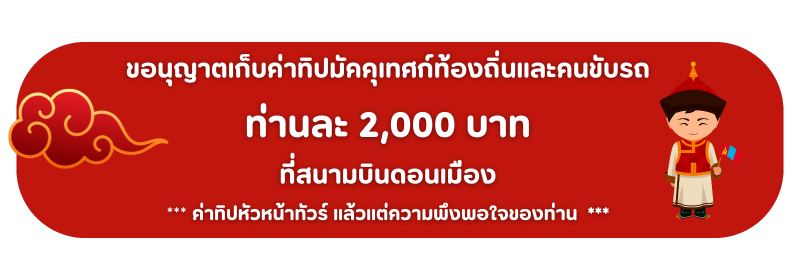 ขอนุญาตเก็บค่าทิปมัคคุเทศก์ท้องถิ่นและคนขับรถ
ท่านละ 2,000 บาท
ที่สนามบินดอนเมือง
*** ค่าทิปหัวหน้าทัวร์ แล้วแต่ความพึงพอใจของท่าน ***